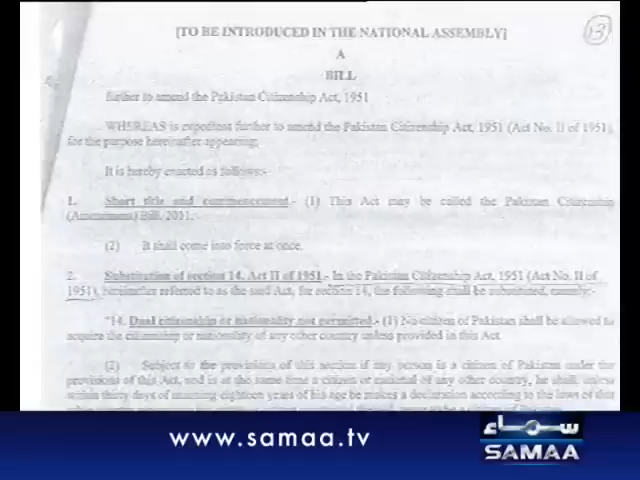 [TO BE INTRODUCED IN THE NATIONAL ASSEMBLY]
13
A
BILL
further to amend the Pakistan Citizenship Act, 1951
WHEREAS is expedient further to amend the Pakistan Citizenship Act, 1951 (Act No. II of 1951),
for the purpose hereinafter appearing;
It is hereby enacted as follows:-
1. Short title and commencement.- (1) This Act may be called the Pakistan Citizenship
(Amendment) Bill, 2011.
(2) It shall come into force at once.
2. Substitution of section 14, Act II of 1951.- In the Pakistan Citizenship Act, 1951 (Act No. II of
1951), hereinafter referred to as the said Act, for section 14, the following shall be substituted, namely:-
"14. Dual citizenship or nationality not permitted.- (1) No citizen of Pakistan shall be allowed to
acquire the citizenship or nationality of any other country unless provided in this Act.
(2) Subject to the provisions of this section if any person is a citizen of Pakistan under the
provisions of this Act, and is at the same time a citizen or national of any other country, he shall, unless
within thirty days of attaining eighteen years of his age he makes a declaration according to the laws of this
www.samaa.tv
سماء
SAMAA